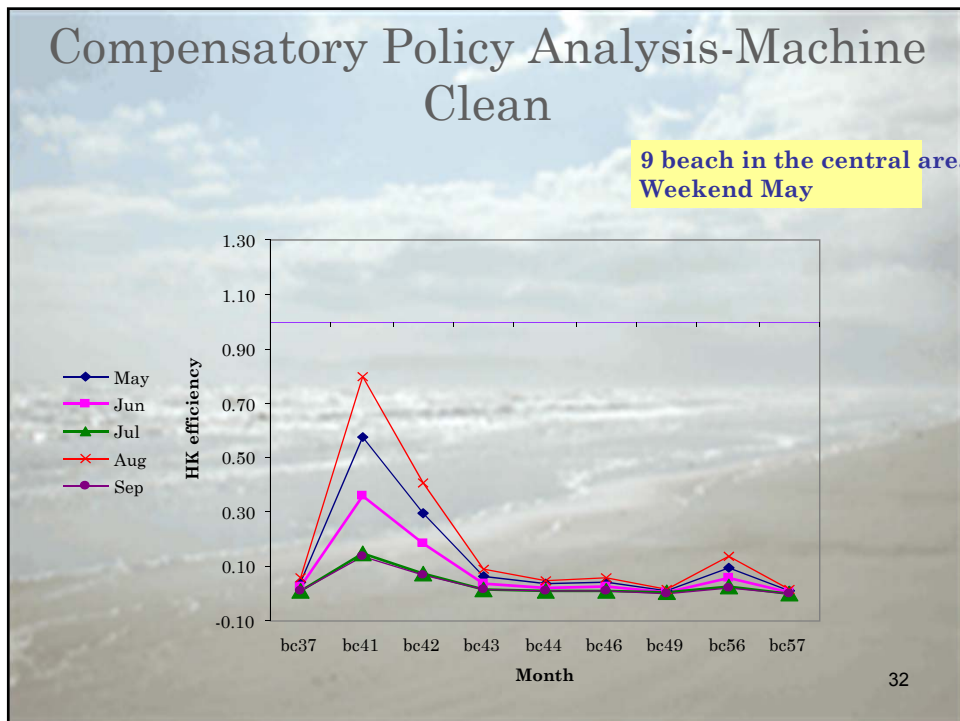 Compensatory Policy Analysis-Machine
Clean
9 beach in the central area
Weekend May
1.30
1.10
0.90
0.70
0.50
0.30
0.10
-0.10
HK efficiency
May
Jun
Jul
Aug
Sep
bc37 bc41 bc42 bc43 bc44 bc46 bc49 bc56 bc57
Month
32